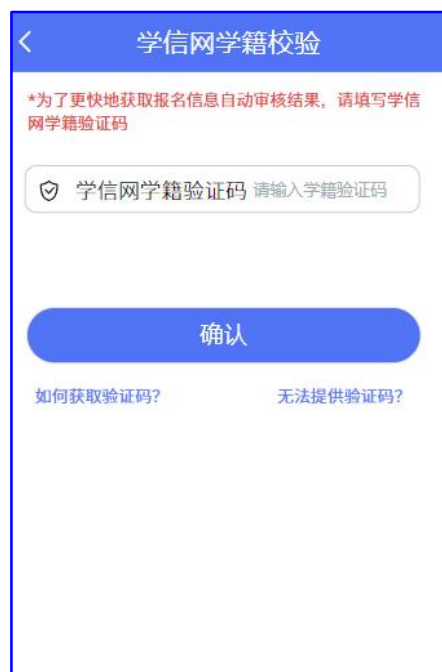 学信网学籍校验
*为了更快地获取报名信息自动审核结果，请填写学信
网学籍验证码
学信网学籍验证码 请输入学籍验证码
确认
如何获取验证码? 无法提供验证码?